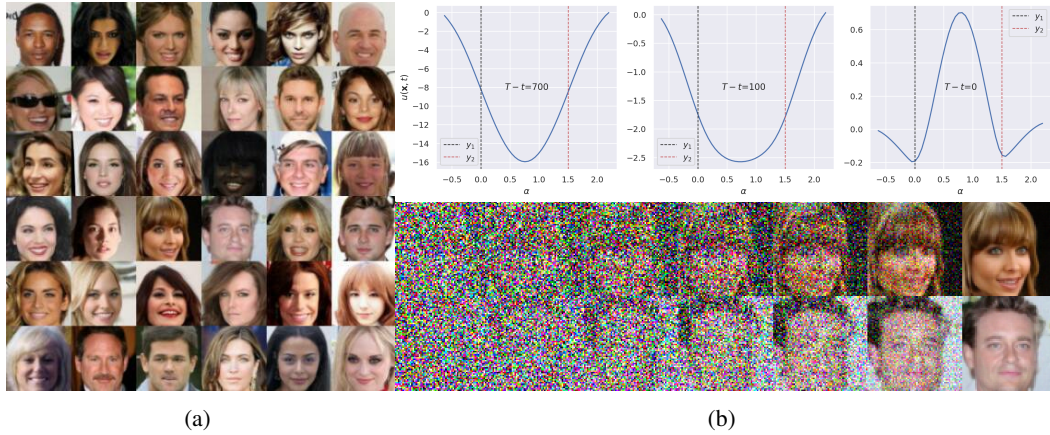 0
−2
−4
−6
−8
−10
−12
−14
−16
u(x, t)
T − t=700
y₁
y₂
−0.5 0.0 0.5 1.0 1.5 2.0
α
0.0
−0.5
−1.0
−1.5
−2.0
−2.5
T − t=100
y₁
y₂
−0.5 0.0 0.5 1.0 1.5 2.0
α
0.6
0.4
0.2
0.0
−0.2
T − t=0
y₁
y₂
−0.5 0.0 0.5 1.0 1.5 2.0
α
(a)
(b)